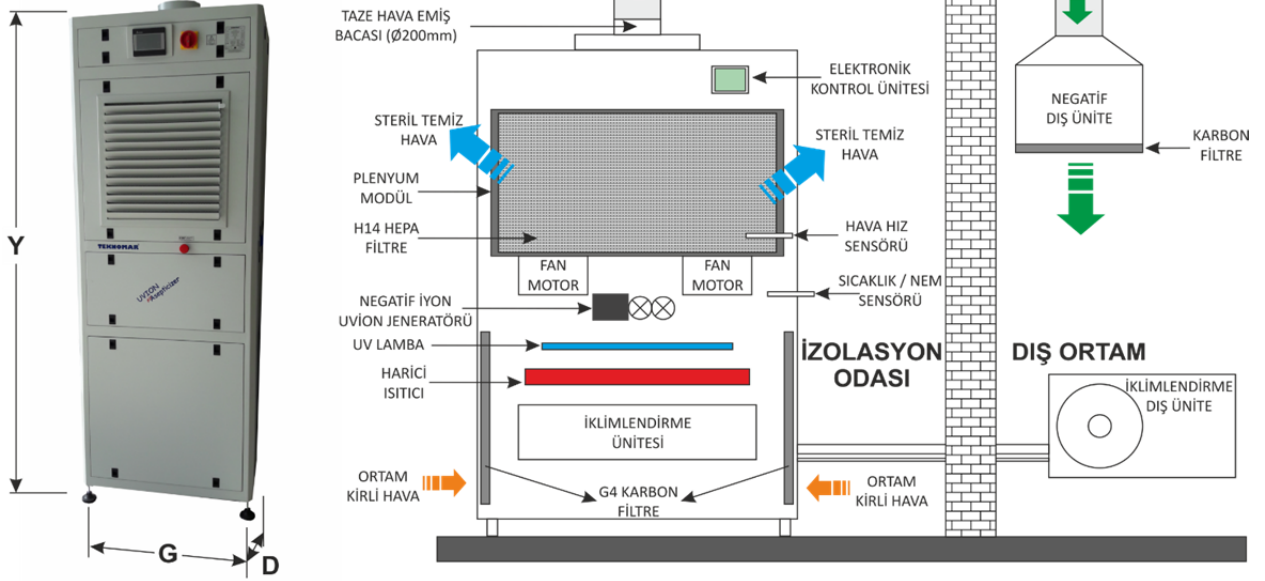 TAZE HAVA EMİŞ
BACASI (Ø200mm)
ELEKTRONİK
KONTROL ÜNİTESİ
STERİL TEMİZ
HAVA
STERİL TEMİZ
HAVA
PLENYUM
MODÜL
H14 HEPA
FİLTRE
HAVA HIZ
SENSÖRÜ
FAN
MOTOR
FAN
MOTOR
SICAKLIK / NEM
SENSÖRÜ
NEGATİF İYON
UVİON JENERATÖRÜ
UV LAMBA
HARİCİ
ISITICI
İKLİMLENDİRME
ÜNİTESİ
ORTAM
KİRLİ HAVA
G4 KARBON
FİLTRE
ORTAM
KİRLİ HAVA
İZOLASYON
ODASI
DIŞ ORTAM
NEGATİF
DIŞ ÜNİTE
KARBON
FİLTRE
İKLİMLENDİRME
DIŞ ÜNİTE
Y
G
D
TEKNOMAR
UVION